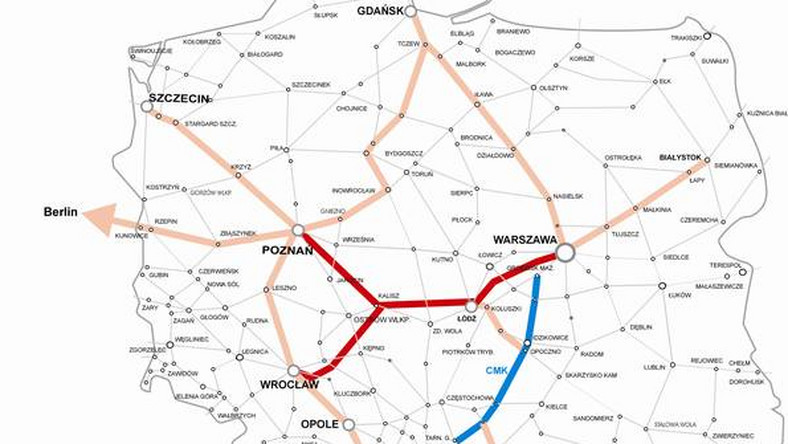 SŁUPSK
GDAŃSK
KOSZALIN
KOŁOBRZEG
BRANIEWO
ELBLĄG
TRAKISZKI
TCZEW
BOGACZEWO
ŚWINOUJŚCIE
BIAŁOGARD
KORSZE
SUWAŁKI
MALBORK
SZCZECINEK
EŁK
OLSZTYN
IŁAWA
SZCZECIN
CHOJNICE
KUŹNICA BIAŁ
STARGARD SZCZ.
BRODNICA
PIŁA
BYDGOSZCZ
DZIAŁDOWO
OSTROŁĘKA
BIAŁYSTOK
SIEMIANÓWKA
KRZYŻ
TORUŃ
ŁAPY
KOSTRZYŃ
GORZÓW WLKP.
INOWROCŁAW
SIERPC
NASIELSK
Berlin
GNIEZNO
MAŁKINIA
RZEPIN
PŁOCK
CZEREMCHA
KUNOWICE
ZBĄSZYNEK
TŁUSZCZ
WRZEŚNIA
WARSZAWA
POZNAŃ
KUTNO
ŁOWICZ
SIEDLCE
TERESPOL
GRODZISK MAZ.
GUBIN
CZERWIEŃSK
JAROCIN
NOWA SÓL
MAŁASZEWICZE
LESZNO
KALISZ
ŁUKÓW
ŻARY
KOLUSZKI
ŻAGAŃ
GŁOGÓW
RUDNA
OSTRÓW WLKP.
ŁÓDŹ
ZD. WOLA
DĘBLIN
WĘGLINIEC
IDZIKOWICE
ZGORZELEC
LEGNICA
KĘPNO
PIOTRKÓW TRYB.
OPOCZNO
RADOM
REJOWIEC
CHEŁM
LUBLIN
ZAWIDÓW
CMK
SKARŻYSKO KAM.
DOROHUSK
WROCŁAW
KLUCZBORK
JELENIA GÓRA
CZĘSTOCHOWA
KIELCE
WAŁBRZYCH
SANDOMIERZ
OPOLE
STALOWA WOLA
TARN. G.
ZWIERZYNIEC